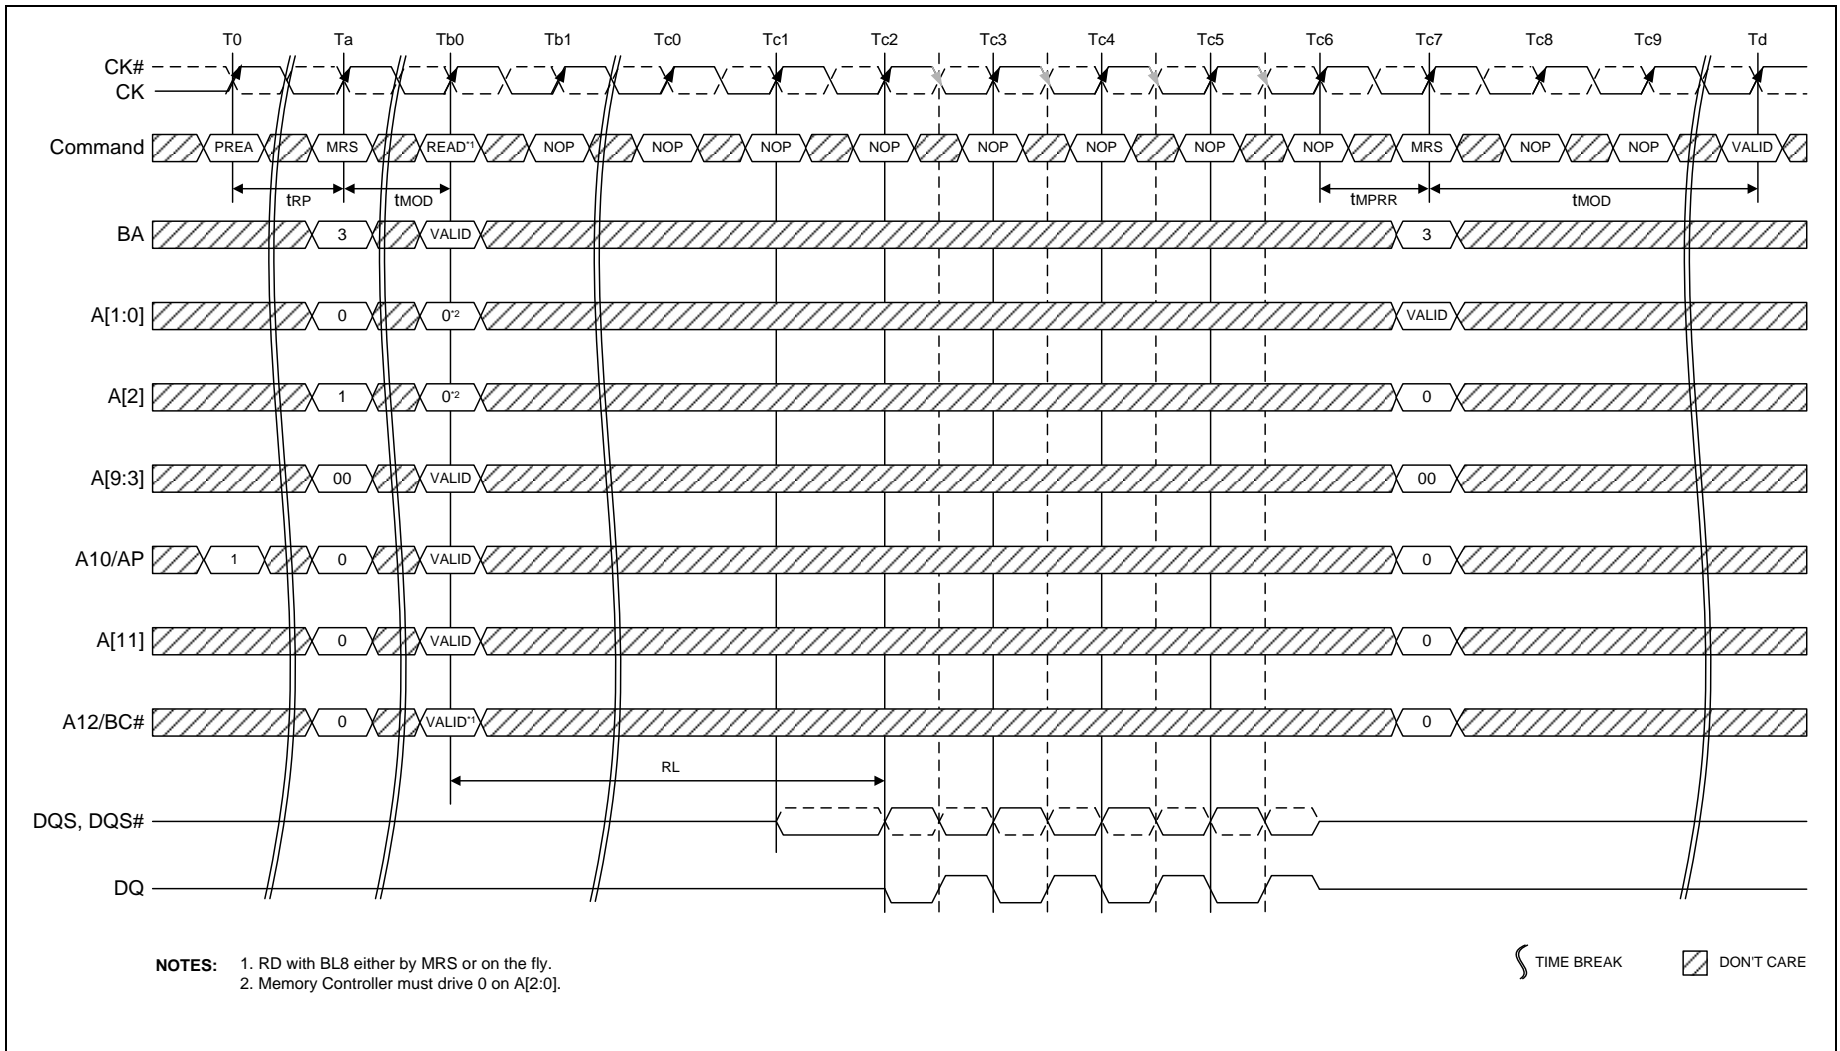 T0 Ta Tb0 Tb1 Tc0 Tc1 Tc2 Tc3 Tc4 Tc5 Tc6 Tc7 Tc8 Tc9 Td
CK#
CK
Command PREA MRS READ*1 NOP NOP NOP NOP NOP NOP NOP NOP MRS NOP NOP VALID
tRP tMOD tMPRR tMOD
BA 3 VALID 3
A[1:0] 0 0*2 VALID
A[2] 1 0*2 0
A[9:3] 00 VALID 00
A10/AP 1 0 VALID 0
A[11] 0 VALID 0
A12/BC# 0 VALID*1 0
RL
DQS, DQS#
DQ
NOTES: 1. RD with BL8 either by MRS or on the fly.
2. Memory Controller must drive 0 on A[2:0].
TIME BREAK DON'T CARE